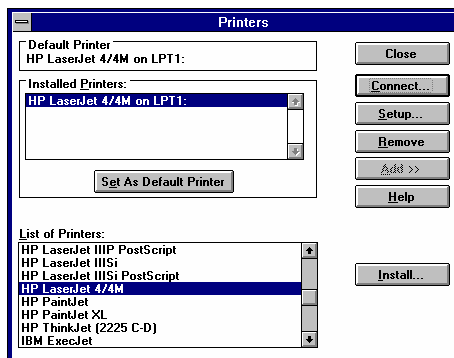 Printers
Default Printer
HP LaserJet 4/4M on LPT1:
Installed Printers:
HP LaserJet 4/4M on LPT1:
Set As Default Printer
Close
Connect...
Setup...
Remove
Add >>
Help
List of Printers:
HP LaserJet IIIP PostScript
HP LaserJet IIISi
HP LaserJet IIISi PostScript
HP LaserJet 4/4M
HP PaintJet
HP PaintJet XL
HP ThinkJet (2225 C-D)
IBM ExecJet
Install...